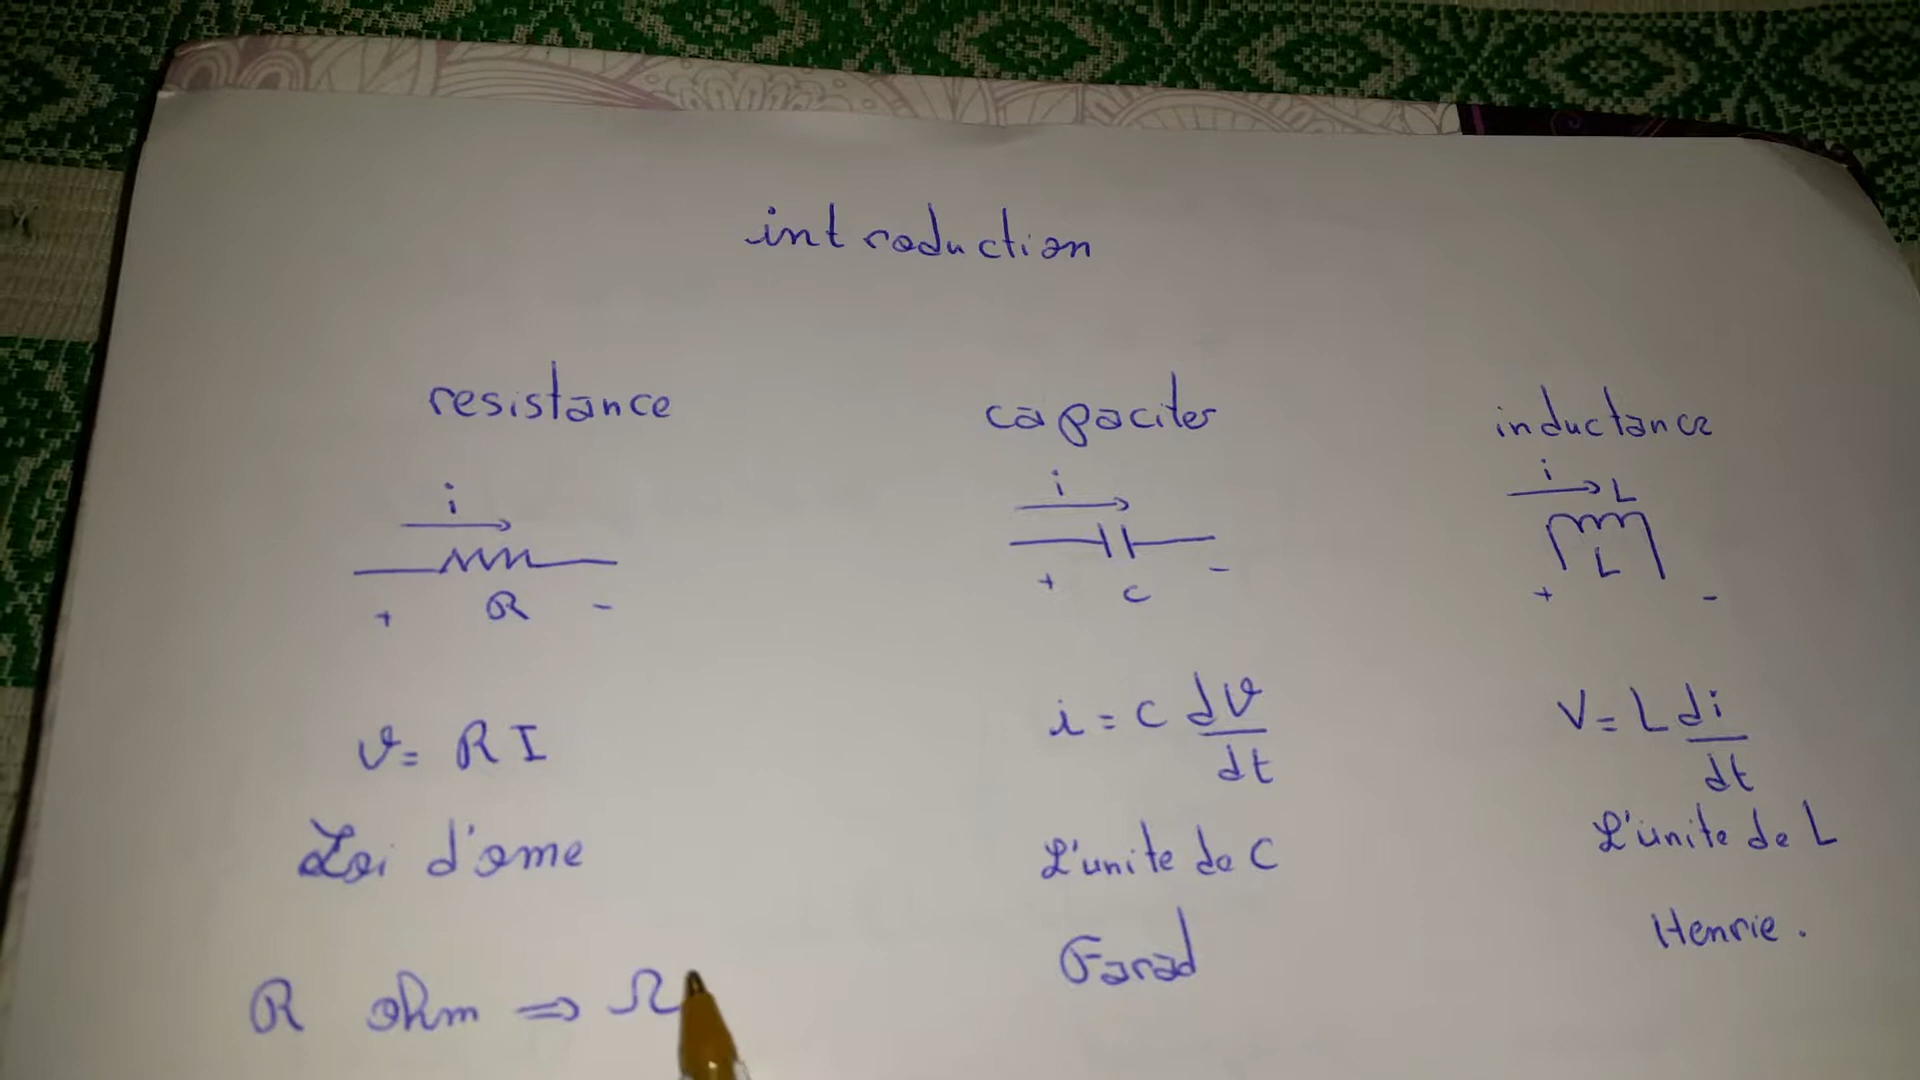 introduction
resistance
i
R
+ -
v = R I
Loi d'ome
R ohm ⇒ Ω
capaciter
i
+ -
c
i = c dv/dt
L'unite de C
Farad
inductance
i
L
L
+ -
V = L di/dt
L'unite de L
Henrie.